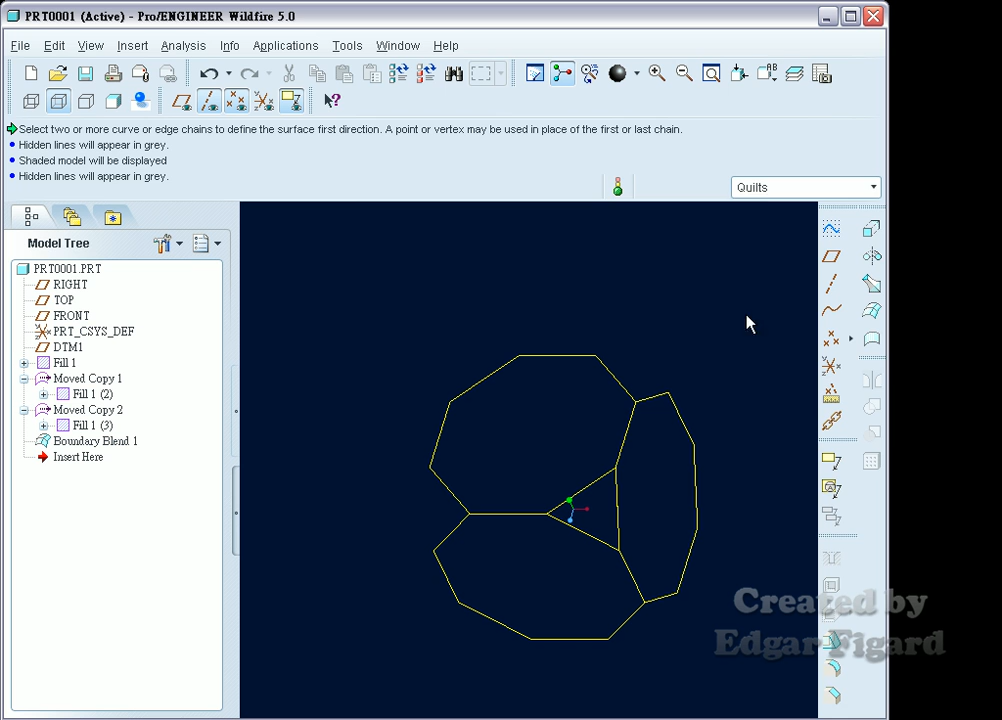 PRT0001 (Active) - Pro/ENGINEER Wildfire 5.0
File Edit View Insert Analysis Info Applications Tools Window Help
Select two or more curve or edge chains to define the surface first direction. A point or vertex may be used in place of the first or last chain.
Hidden lines will appear in grey.
Shaded model will be displayed
Hidden lines will appear in grey.
Quilts
Model Tree
PRT0001.PRT
RIGHT
TOP
FRONT
PRT_CSYS_DEF
DTM1
Fill 1
Moved Copy 1
Fill 1 (2)
Moved Copy 2
Fill 1 (3)
Boundary Blend 1
Insert Here
Created by
Edgar Figard